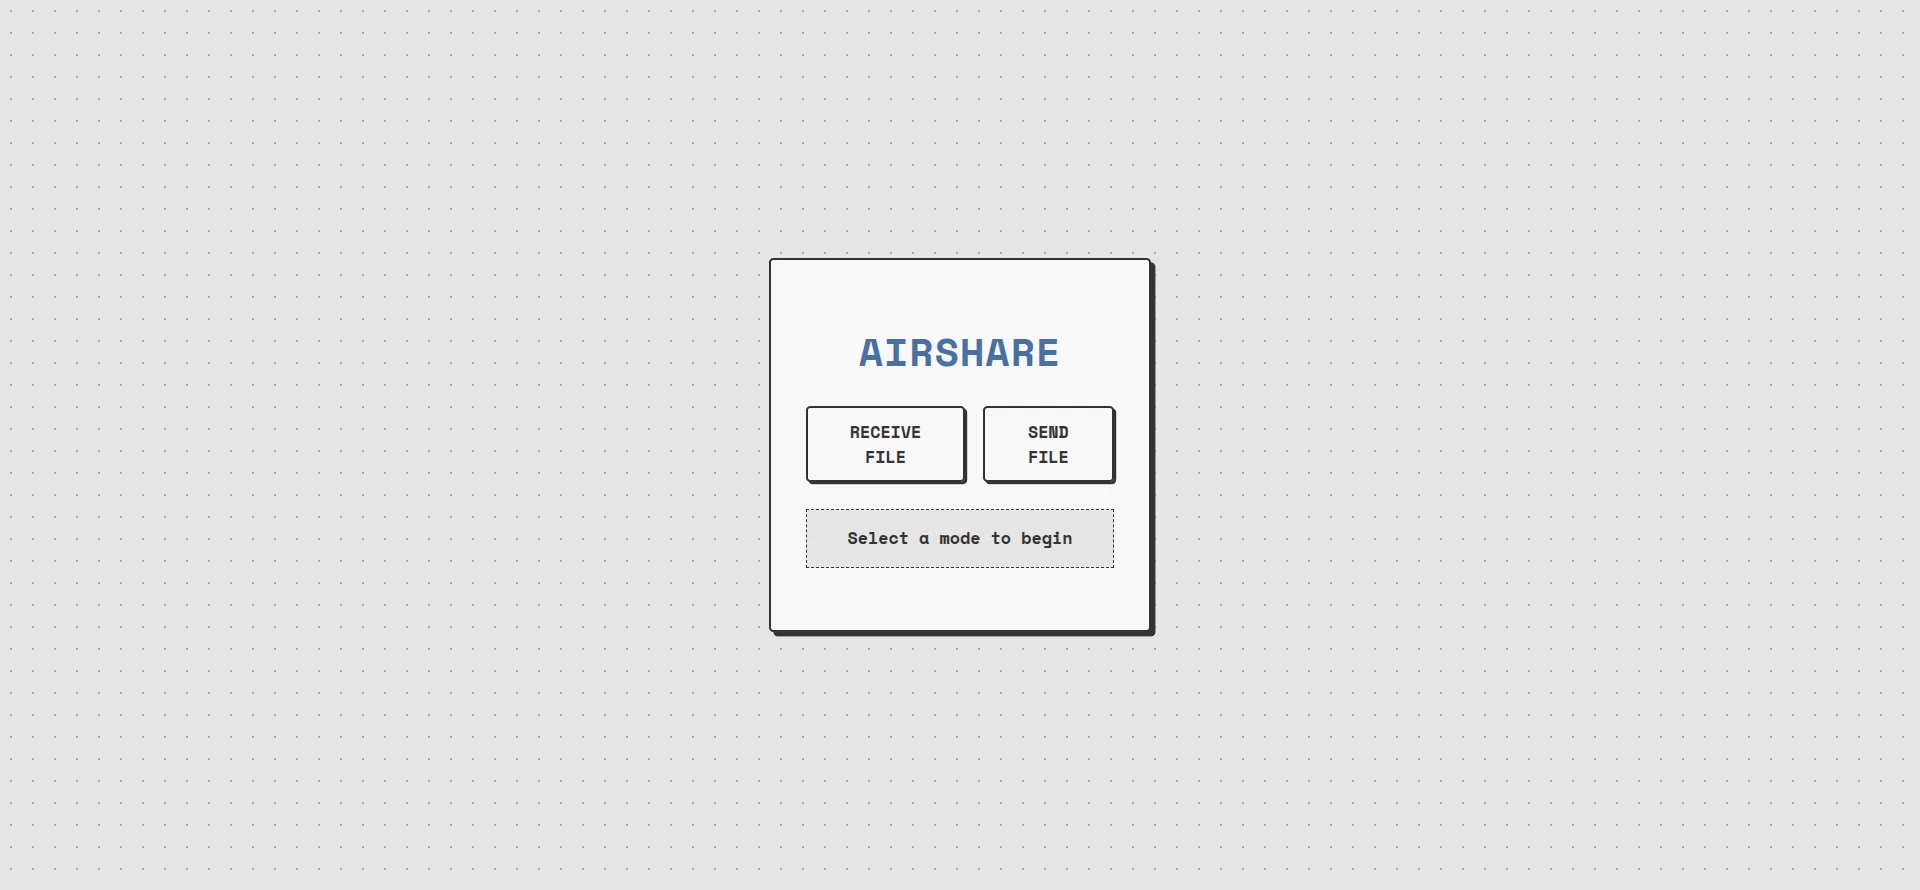 AIRSHARE
RECEIVE
FILE
SEND
FILE
Select a mode to begin